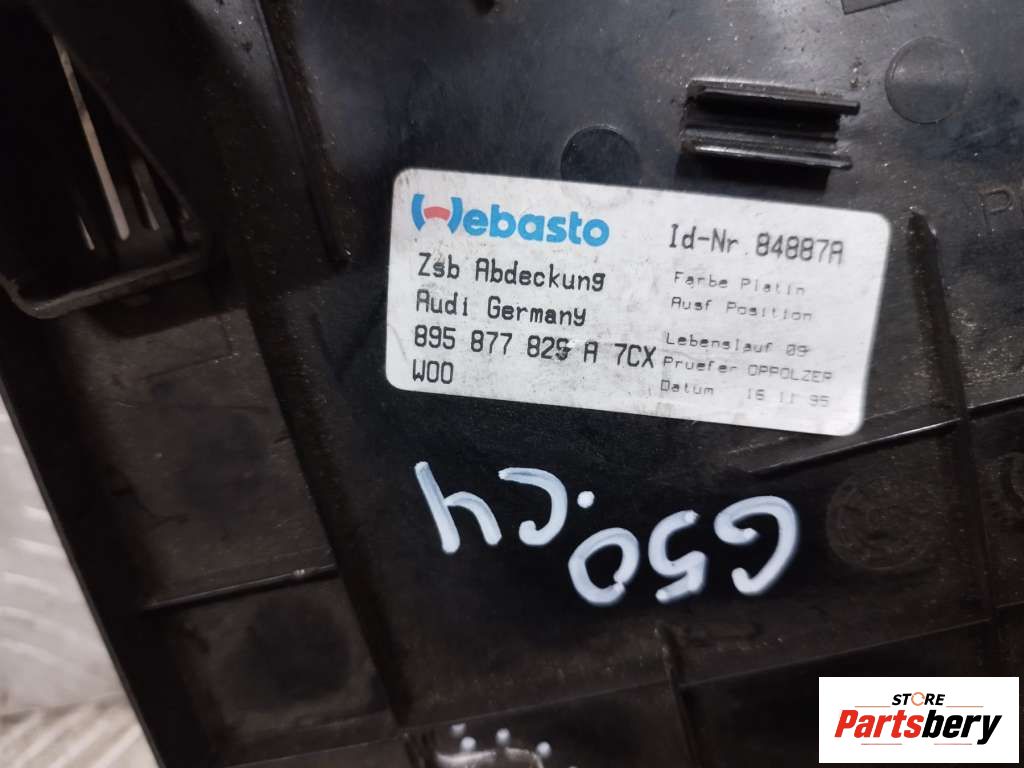 Webasto
Id-Nr. 84887A
Zsb Abdeckung
Farbe Platin
Audi Germany
Ausf Position
895 877 829 A 7CX
Lebenslauf 09
W00
Pruefer OPPOLZER
Datum 16 11 95
G50.C4
STORE
Partsbery